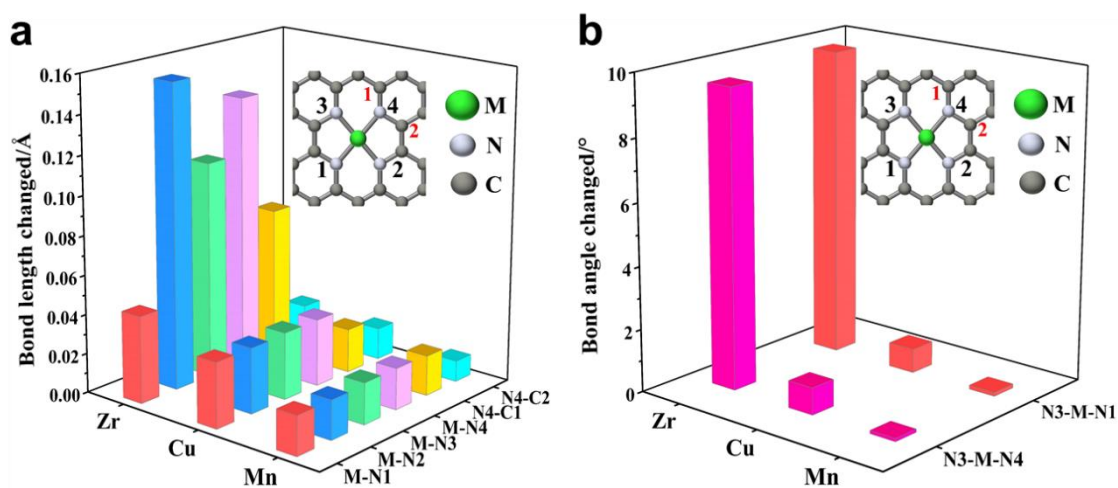 a
Bond length changed/Å
0.16
0.14
0.12
0.10
0.08
0.06
0.04
0.02
0.00
Zr
Cu
Mn
M-N1
M-N2
M-N3
M-N4
N4-C1
N4-C2
1
3 4
2
1 2
M
N
C
b
Bond angle changed/°
10
8
6
4
2
0
Zr
Cu
Mn
N3-M-N4
N3-M-N1
1
3 4
2
1 2
M
N
C